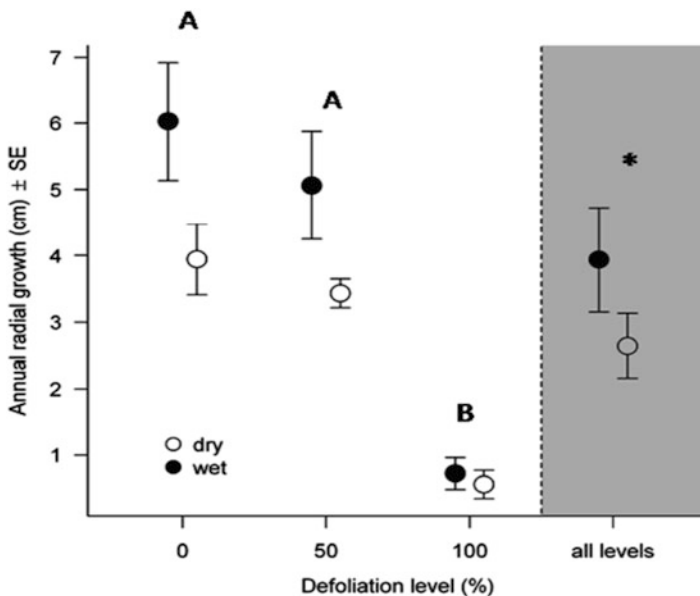 A
7
A
6
*
5
4
3
2
B
1
dry
wet
0 50 100 all levels
Defoliation level (%)
Annual radial growth (cm) ± SE